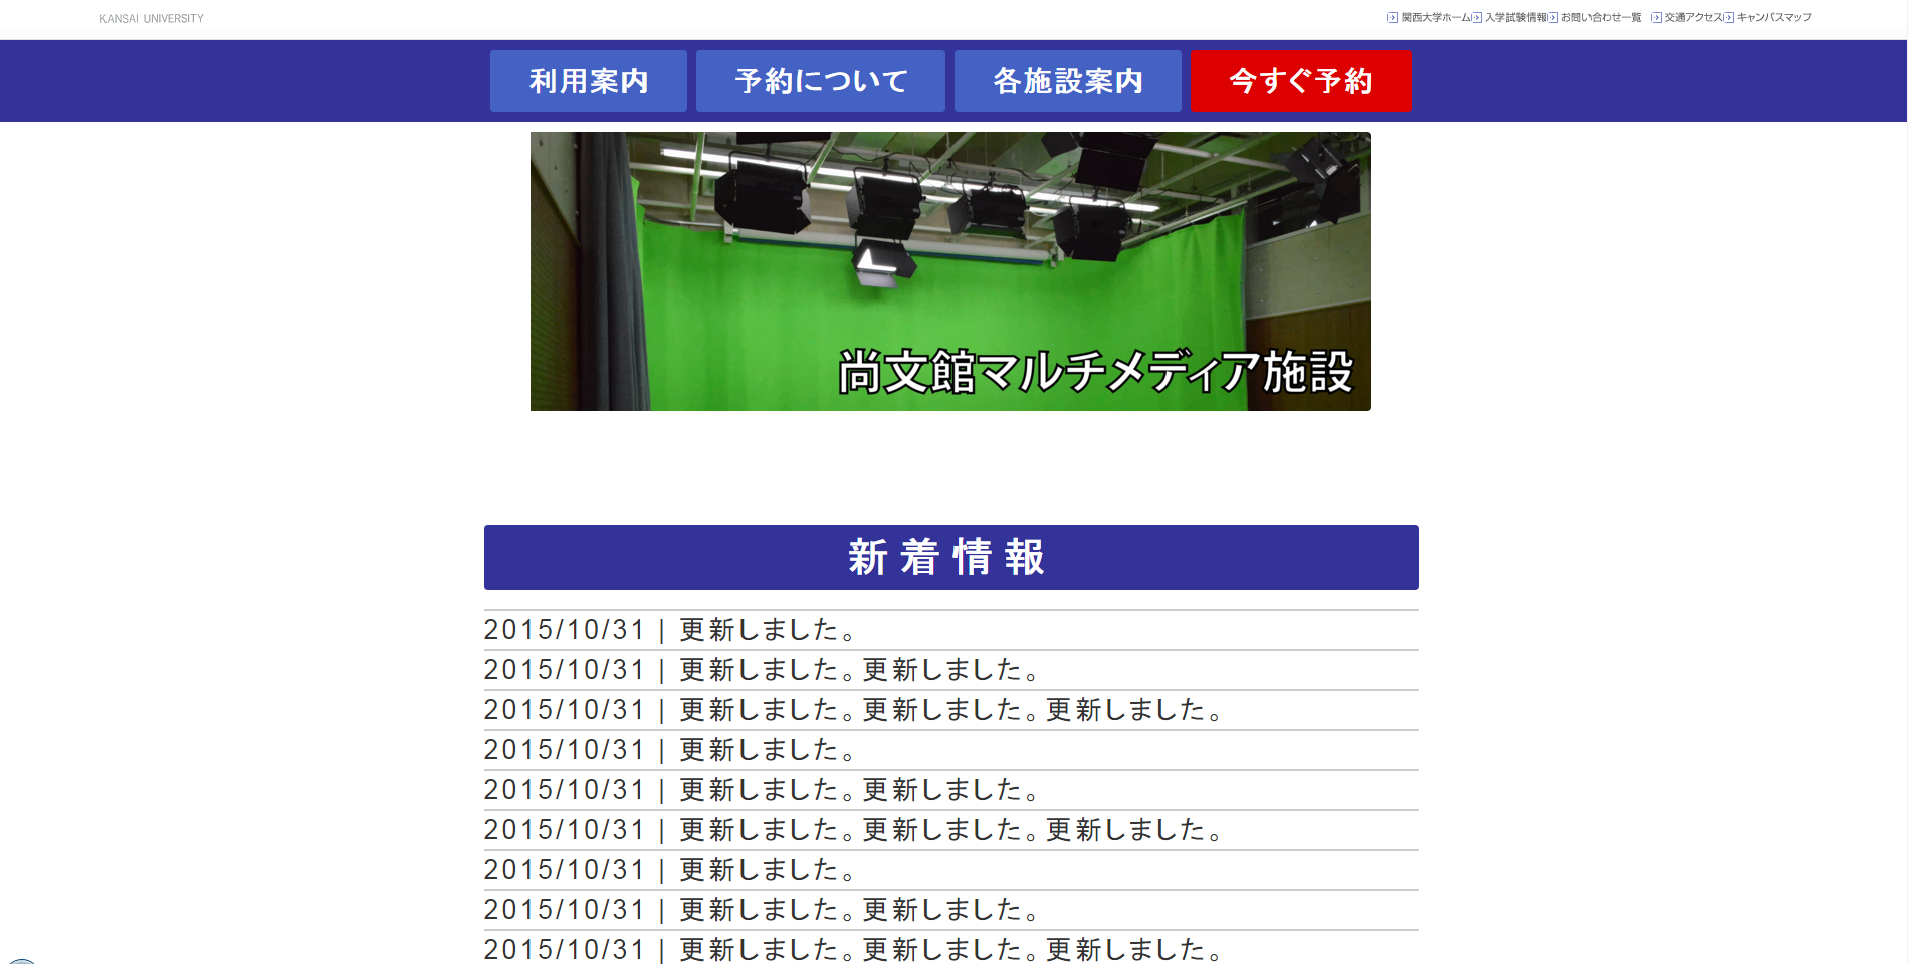 KANSAI UNIVERSITY
関西大学ホーム 入学試験情報 お問い合わせ一覧 交通アクセス キャンパスマップ
利用案内 予約について 各施設案内 今すぐ予約
尚文館マルチメディア施設
新着情報
2015/10/31 | 更新しました。
2015/10/31 | 更新しました。更新しました。
2015/10/31 | 更新しました。更新しました。更新しました。
2015/10/31 | 更新しました。
2015/10/31 | 更新しました。更新しました。
2015/10/31 | 更新しました。更新しました。更新しました。
2015/10/31 | 更新しました。
2015/10/31 | 更新しました。更新しました。
2015/10/31 | 更新しました。更新しました。更新しました。